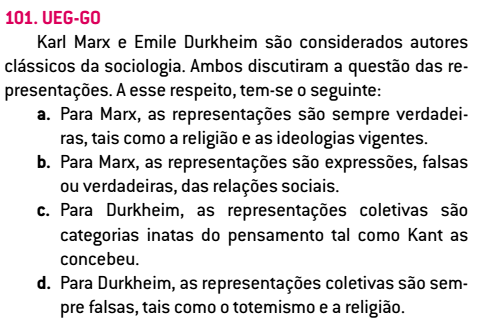 101. UEG-GO
Karl Marx e Emile Durkheim são considerados autores
clássicos da sociologia. Ambos discutiram a questão das re-
presentações. A esse respeito, tem-se o seguinte:
a. Para Marx, as representações são sempre verdadei-
ras, tais como a religião e as ideologias vigentes.
b. Para Marx, as representações são expressões, falsas
ou verdadeiras, das relações sociais.
c. Para Durkheim, as representações coletivas são
categorias inatas do pensamento tal como Kant as
concebeu.
d. Para Durkheim, as representações coletivas são sem-
pre falsas, tais como o totemismo e a religião.